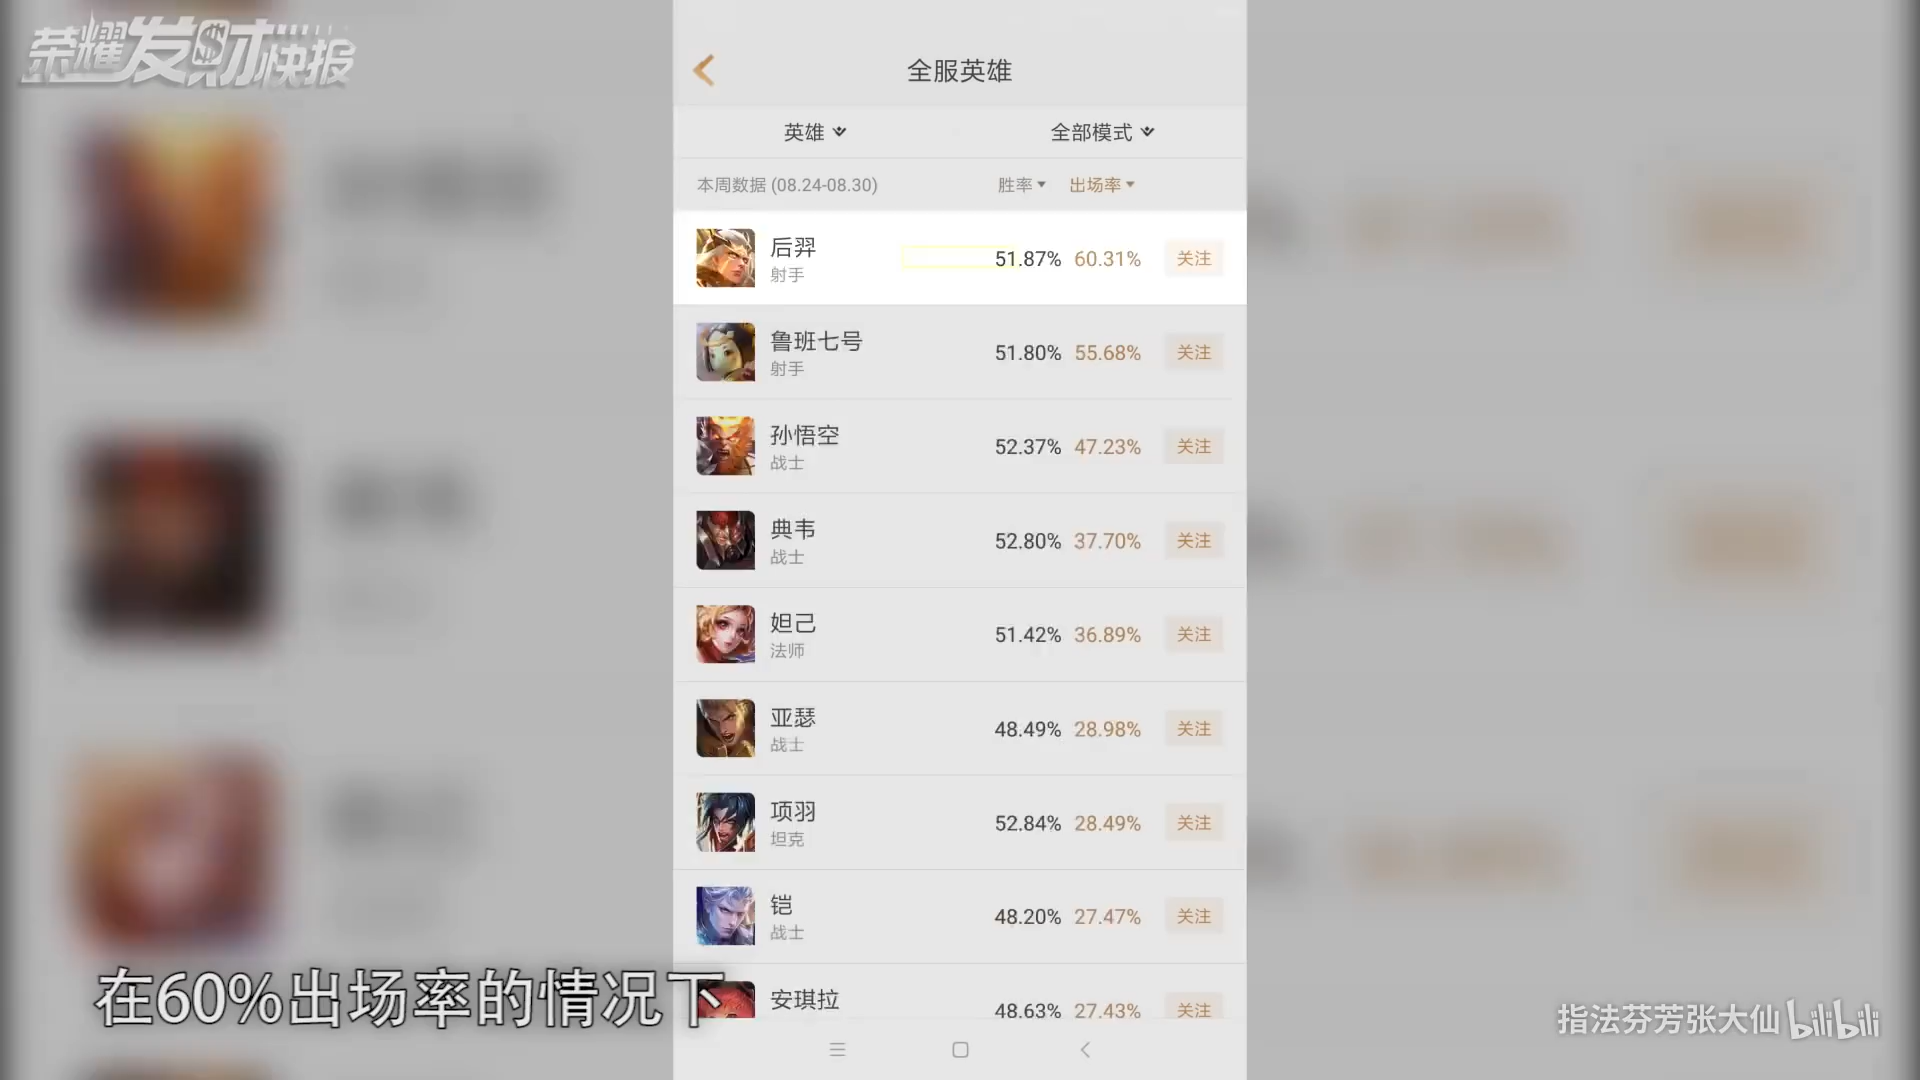 荣耀发财快报
全服英雄
英雄 全部模式
本周数据 (08.24-08.30) 胜率 出场率
后羿 51.87% 60.31% 关注
射手
鲁班七号 51.80% 55.68% 关注
射手
孙悟空 52.37% 47.23% 关注
战士
典韦 52.80% 37.70% 关注
战士
妲己 51.42% 36.89% 关注
法师
亚瑟 48.49% 28.98% 关注
战士
项羽 52.84% 28.49% 关注
坦克
铠 48.20% 27.47% 关注
战士
安琪拉 48.63% 27.43% 关注
在60%出场率的情况下
指法芬芳张大仙 bilibili